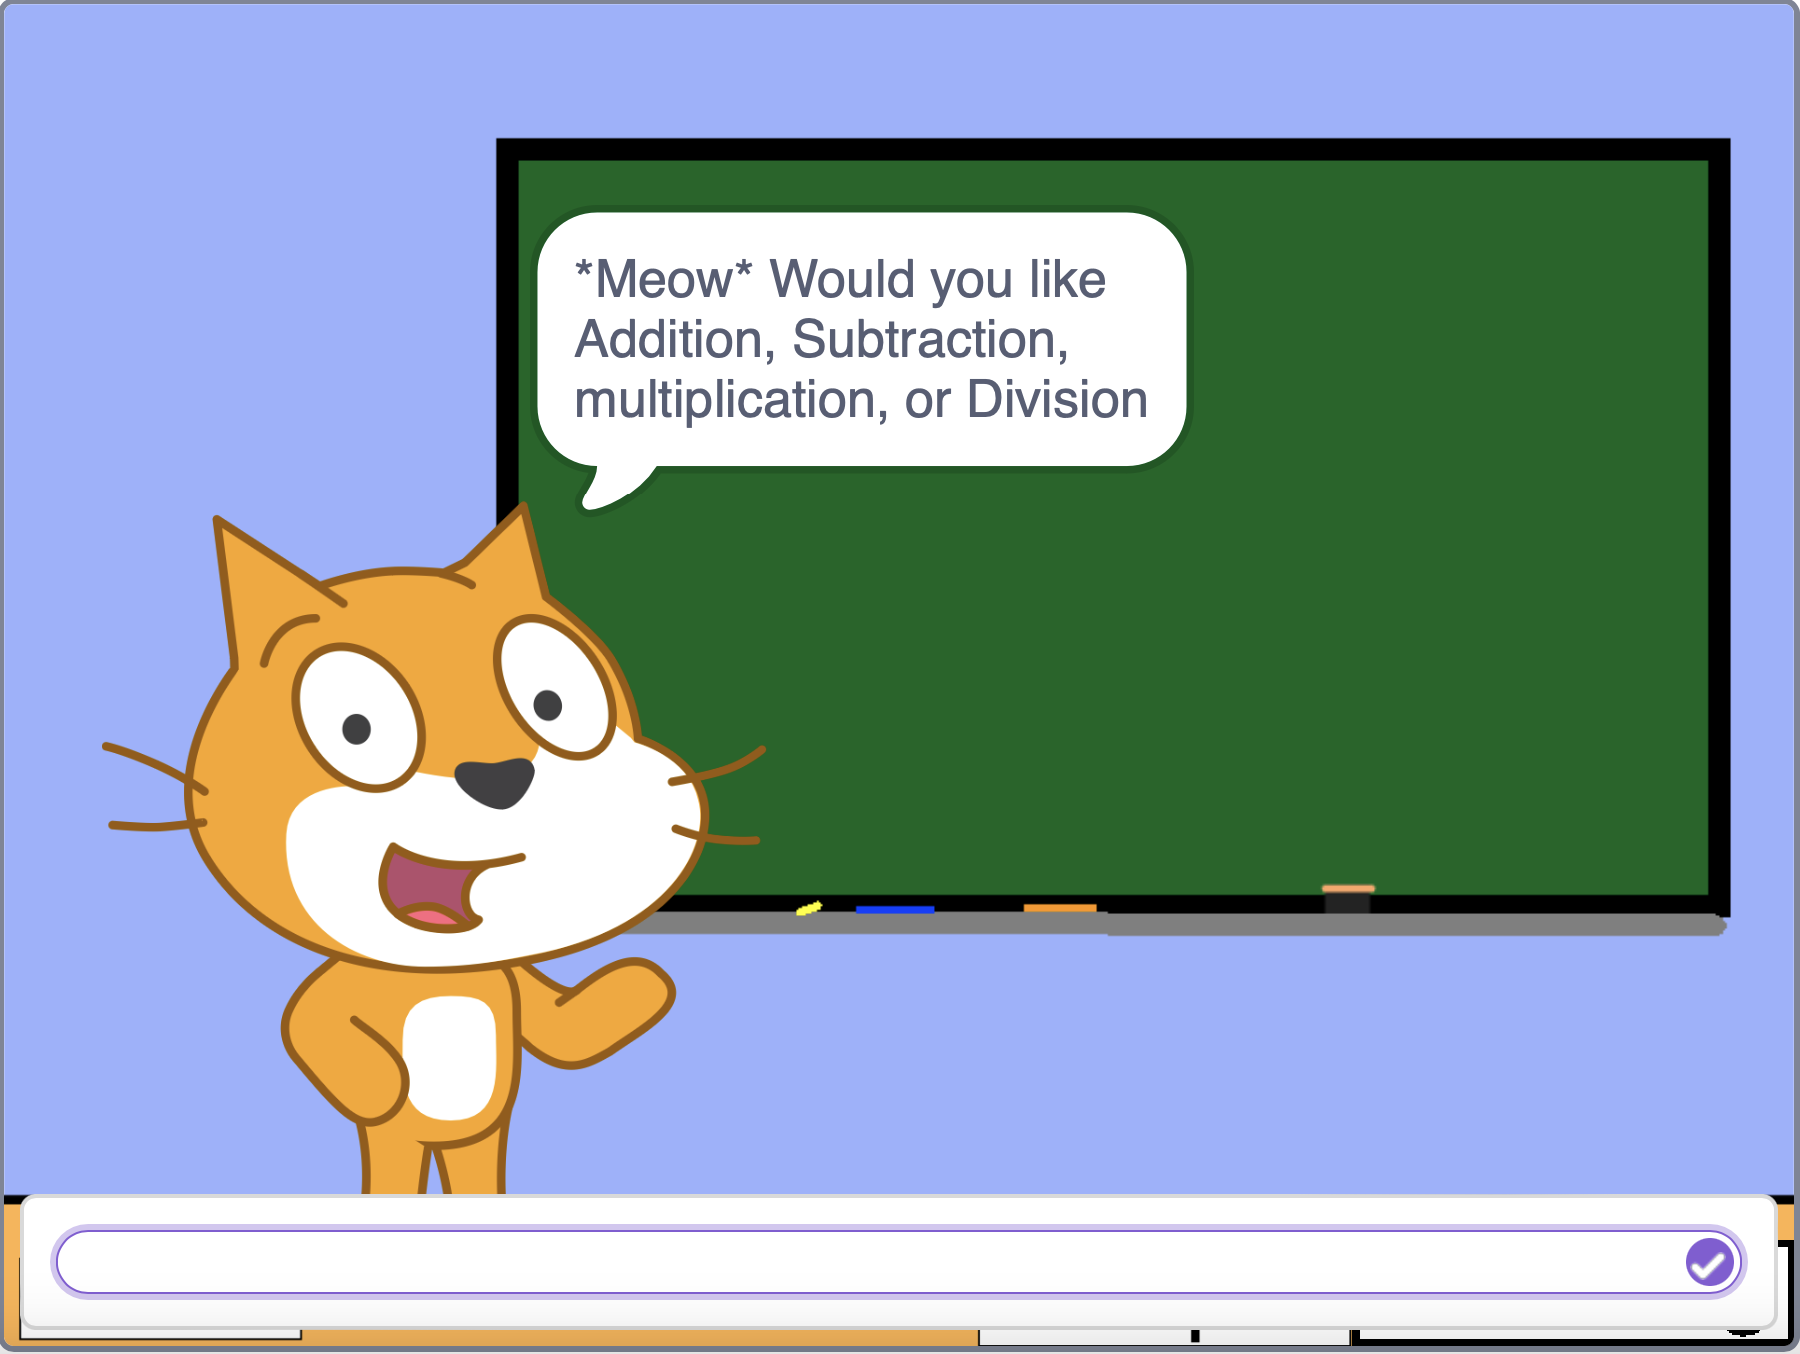 *Meow* Would you like
Addition, Subtraction,
multiplication, or Division